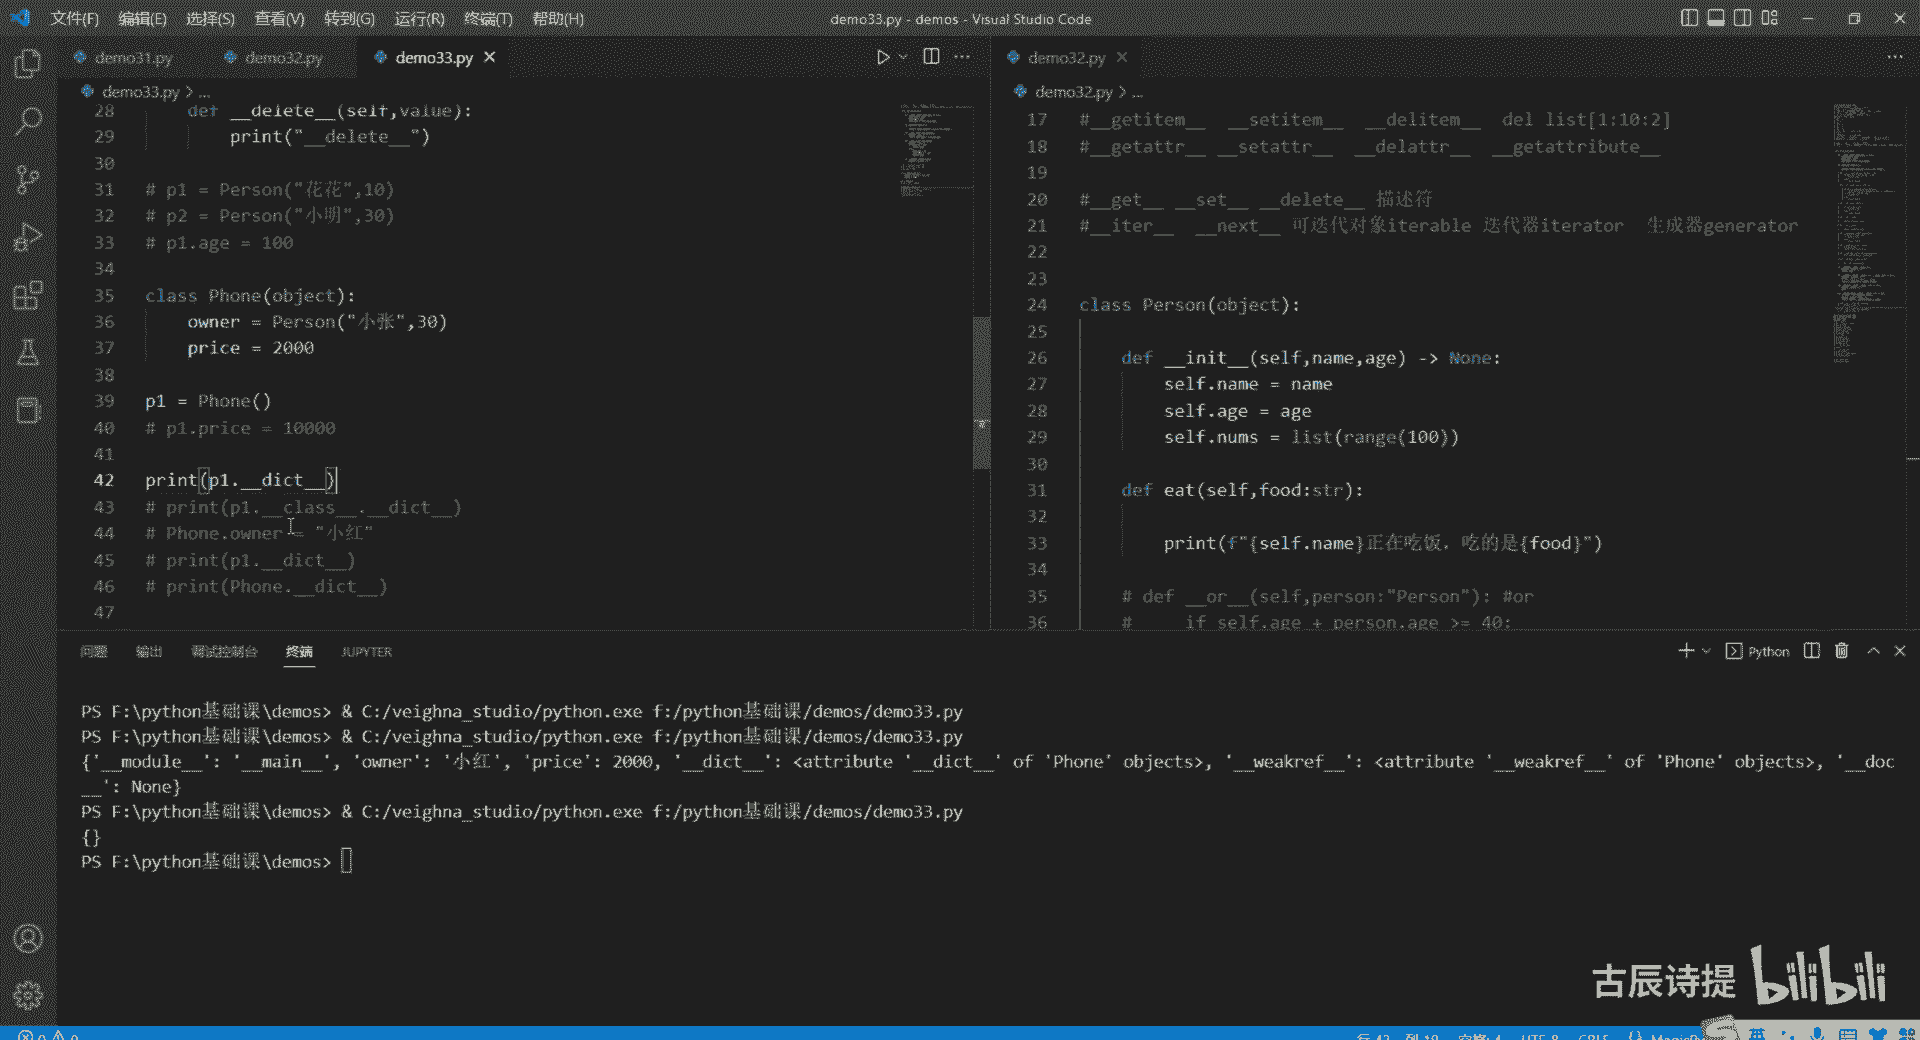 文件(F) 编辑(E) 选择(S) 查看(V) 转到(G) 运行(R) 终端(T) 帮助(H)
demo33.py - demos - Visual Studio Code
demo31.py demo32.py demo33.py
demo33.py > ...
28 def __delete__(self,value):
29 print("__delete__")
30
31 # p1 = Person("花花",10)
32 # p2 = Person("小明",30)
33 # p1.age = 100
34
35 class Phone(object):
36 owner = Person("小张",30)
37 price = 2000
38
39 p1 = Phone()
40 # p1.price = 10000
41
42 print(p1.__dict__)
43 # print(p1.__class__.__dict__)
44 # Phone.owner = "小红"
45 # print(p1.__dict__)
46 # print(Phone.__dict__)
47
demo32.py
demo32.py > ...
17 #__getitem__ __setitem__ __delitem__ del list[1:10:2]
18 #__getattr__ __setattr__ __delattr__ __getattribute__
19
20 #__get__ __set__ __delete__ 描述符
21 #__iter__ __next__ 可迭代对象iterable 迭代器iterator 生成器generator
22
23
24 class Person(object):
25
26 def __init__(self,name,age) -> None:
27 self.name = name
28 self.age = age
29 self.nums = list(range(100))
30
31 def eat(self,food:str):
32
33 print(f"{self.name}正在吃饭，吃的是{food}")
34
35 # def __or__(self,person:"Person"): #or
36 # if self.age + person.age >= 40:
问题 输出 调试控制台 终端 JUPYTER
Python
PS F:\python基础课\demos> & C:/veighna_studio/python.exe f:/python基础课/demos/demo33.py
PS F:\python基础课\demos> & C:/veighna_studio/python.exe f:/python基础课/demos/demo33.py
{'__module__': '__main__', 'owner': '小红', 'price': 2000, '__dict__': <attribute '__dict__' of 'Phone' objects>, '__weakref__': <attribute '__weakref__' of 'Phone' objects>, '__doc
__': None}
PS F:\python基础课\demos> & C:/veighna_studio/python.exe f:/python基础课/demos/demo33.py
{}
PS F:\python基础课\demos>
古辰诗提 bilibili
英